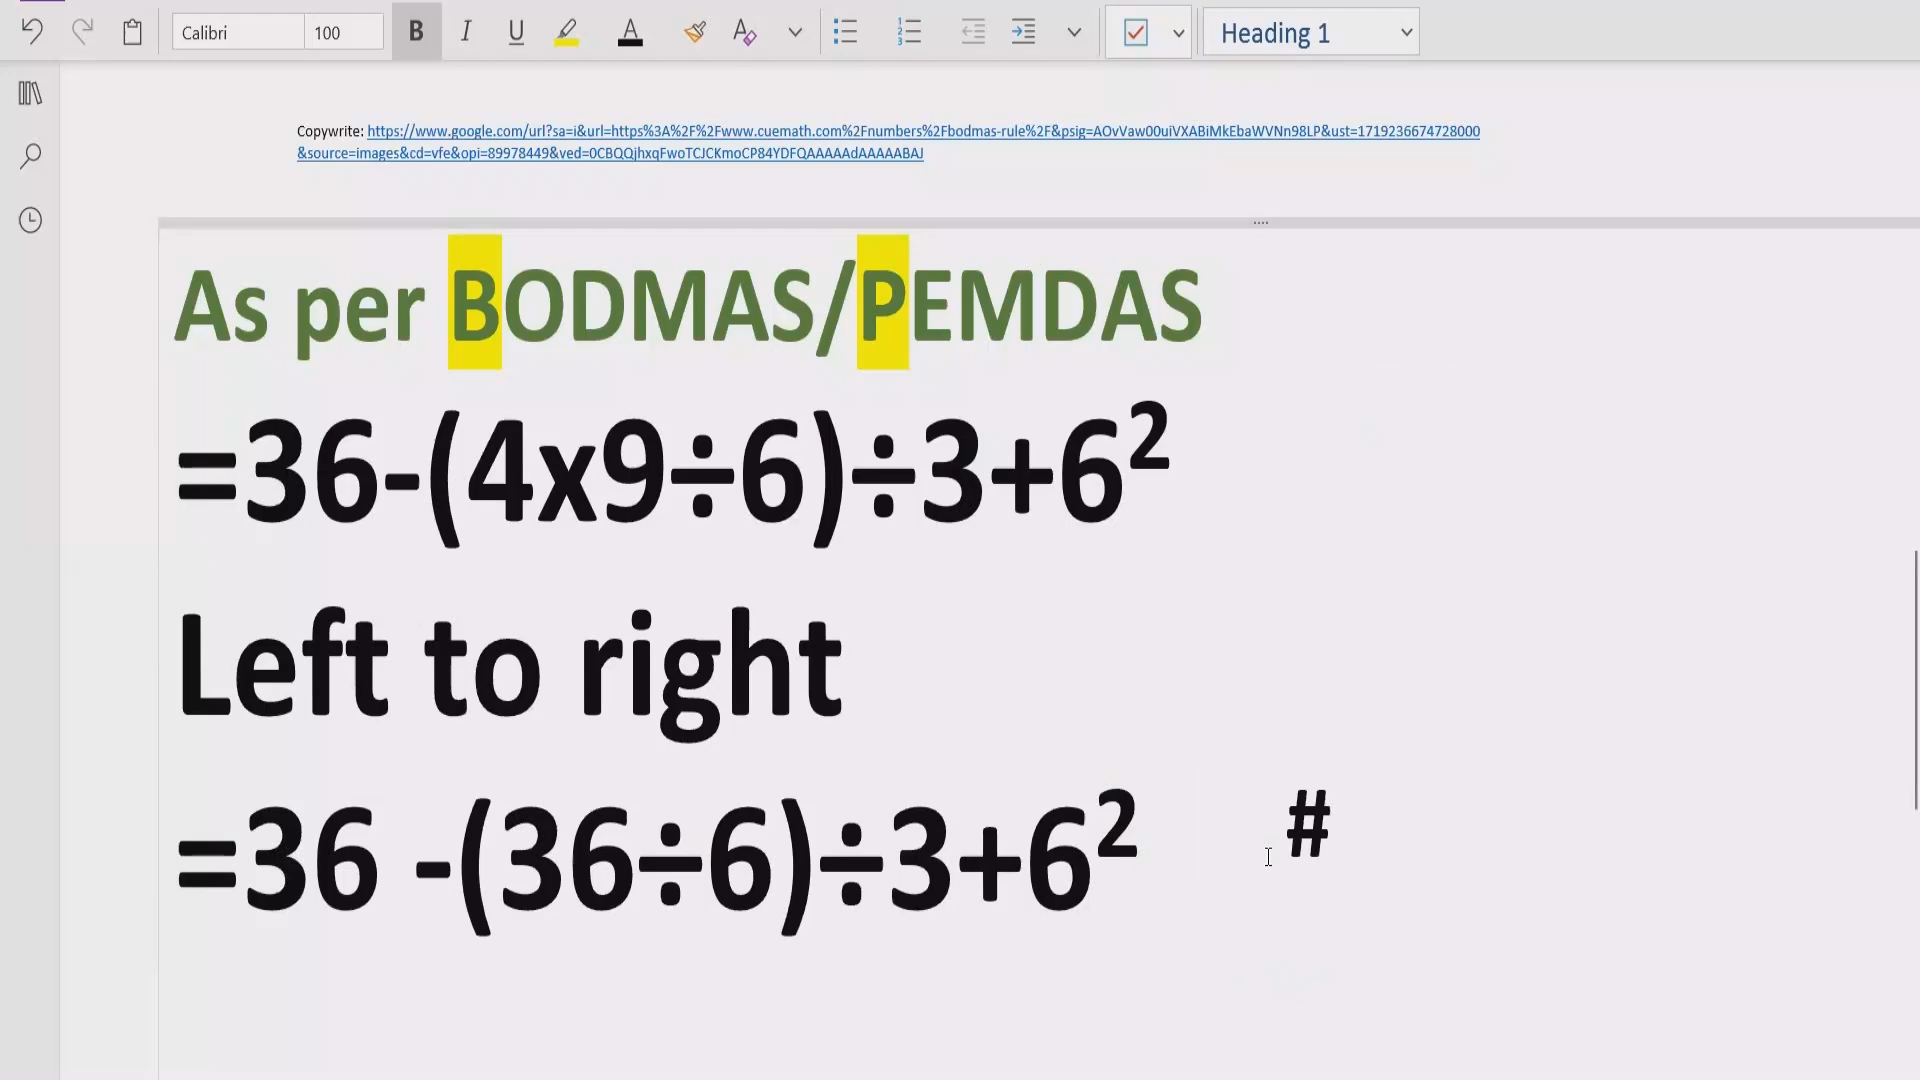 Calibri 100 B I U A A Heading 1
Copywrite: https://www.google.com/url?sa=i&url=https%3A%2F%2Fwww.cuemath.com%2Fnumbers%2Fbodmas-rule%2F&psig=AOvVaw00uiVXABiMkEbaWVNn98LP&ust=1719236674728000
&source=images&cd=vfe&opi=89978449&ved=0CBQQjhxqFwoTCJCKmoCP84YDFQAAAAAdAAAAABAJ
As per BODMAS/PEMDAS
=36-(4x9÷6)÷3+6²
Left to right
=36 -(36÷6)÷3+6² #